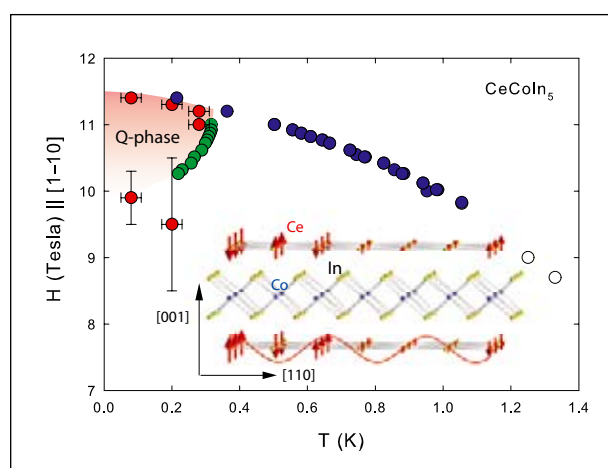 12
11
10
9
8
7
H (Tesla) || [1–10]
CeCoIn₅
Q-phase
Ce
In
Co
[001]
[110]
0.0 0.2 0.4 0.6 0.8 1.0 1.2 1.4
T (K)